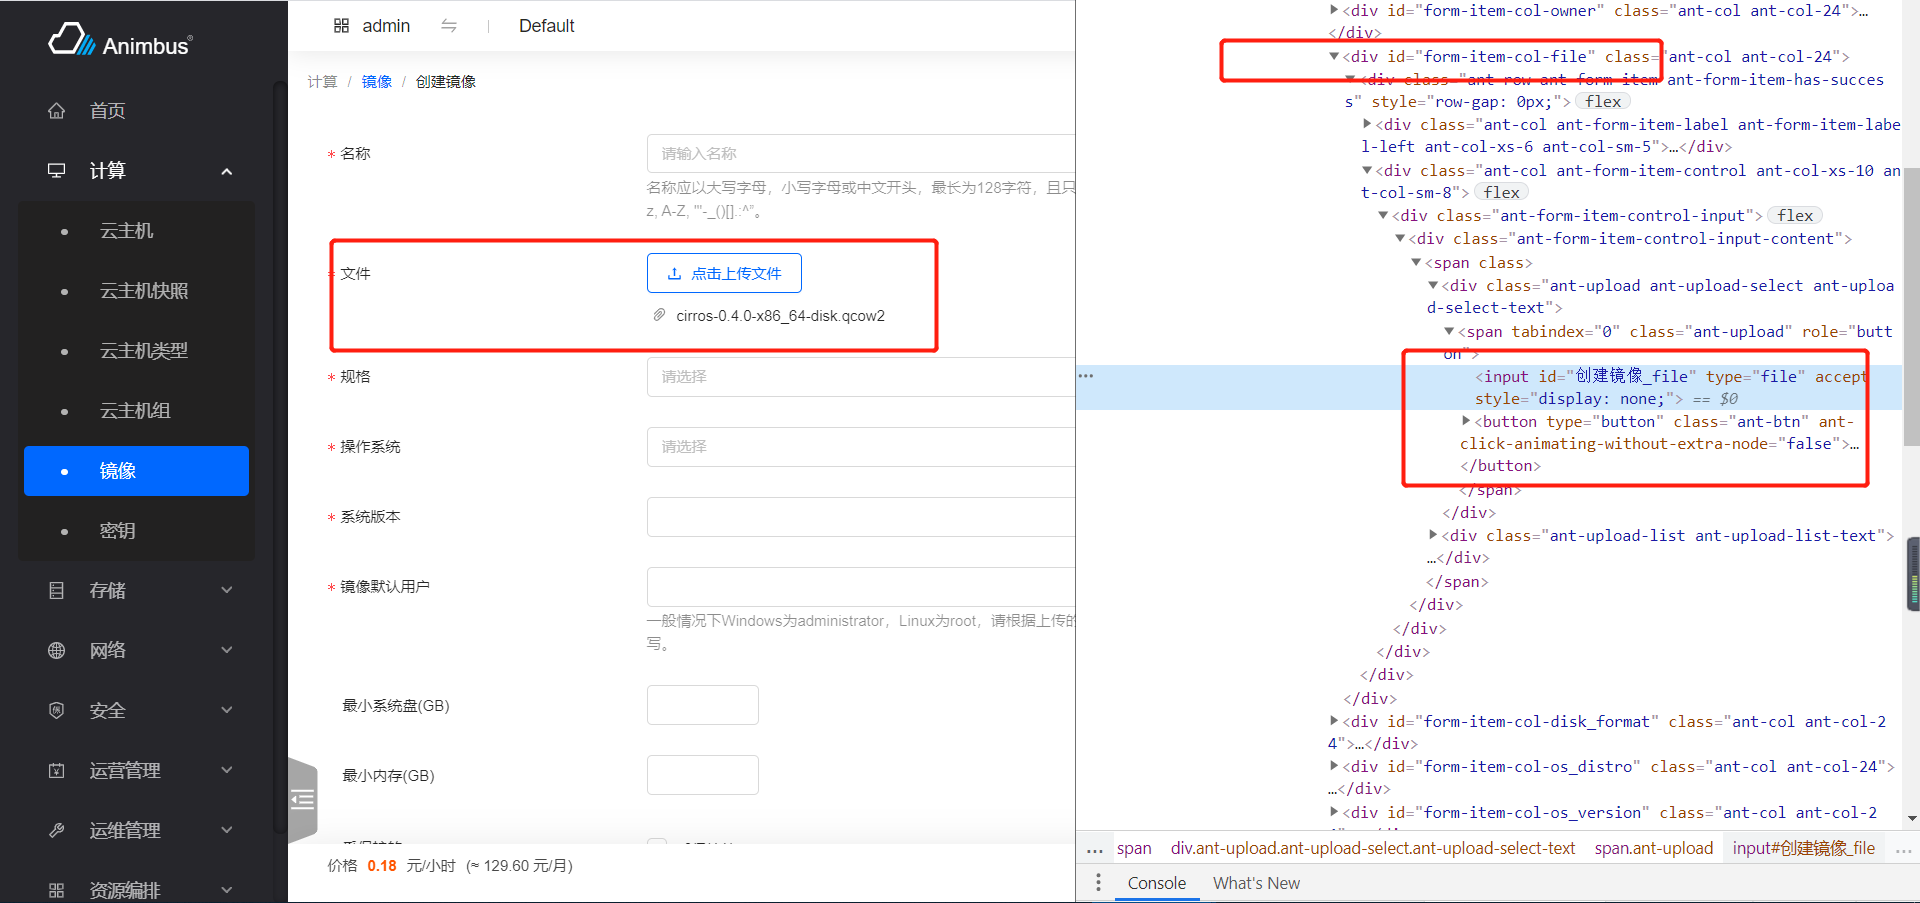 Animbus®
首页
计算
云主机
云主机快照
云主机类型
云主机组
镜像
密钥
存储
网络
安全
运营管理
运维管理
资源编排
admin
Default
计算 / 镜像 / 创建镜像
* 名称
请输入名称
名称应以大写字母，小写字母或中文开头，最长为128字符，且只
z, A-Z, "'-_()[].:^”。
* 文件
点击上传文件
cirros-0.4.0-x86_64-disk.qcow2
* 规格
请选择
* 操作系统
请选择
* 系统版本
* 镜像默认用户
一般情况下Windows为administrator，Linux为root，请根据上传的
写。
最小系统盘(GB)
最小内存(GB)
价格 0.18 元/小时 (≈ 129.60 元/月)
<div id="form-item-col-owner" class="ant-col ant-col-24">…
</div>
<div id="form-item-col-file" class="ant-col ant-col-24">
<div class="ant-row ant-form-item ant-form-item-has-succes
s" style="row-gap: 0px;"> flex
<div class="ant-col ant-form-item-label ant-form-item-labe
l-left ant-col-xs-6 ant-col-sm-5">…</div>
<div class="ant-col ant-form-item-control ant-col-xs-10 an
t-col-sm-8"> flex
<div class="ant-form-item-control-input"> flex
<div class="ant-form-item-control-input-content">
<span class>
<div class="ant-upload ant-upload-select ant-uploa
d-select-text">
<span tabindex="0" class="ant-upload" role="butt
on">
<input id="创建镜像_file" type="file" accept
style="display: none;"> == $0
<button type="button" class="ant-btn" ant-
click-animating-without-extra-node="false">…
</button>
</span>
</div>
<div class="ant-upload-list ant-upload-list-text">
…</div>
</span>
</div>
</div>
</div>
</div>
</div>
<div id="form-item-col-disk_format" class="ant-col ant-col-2
4">…</div>
<div id="form-item-col-os_distro" class="ant-col ant-col-24">
…</div>
<div id="form-item-col-os_version" class="ant-col ant-col-2
… span div.ant-upload.ant-upload-select.ant-upload-select-text span.ant-upload input#创建镜像_file …
Console What's New